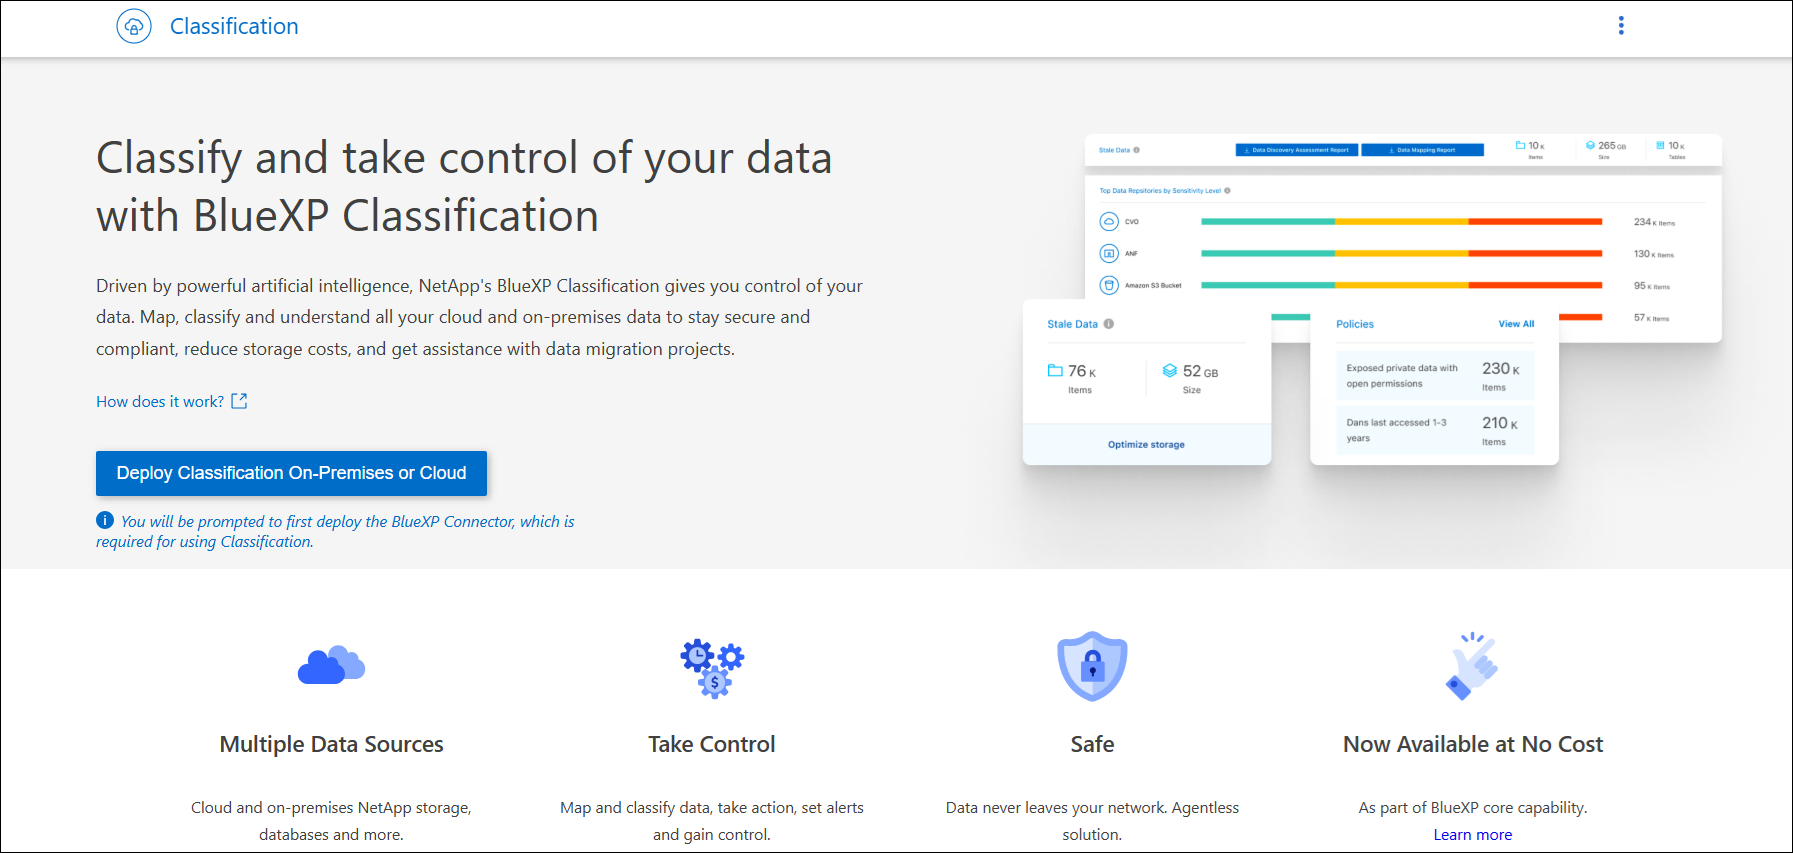 Classification
Classify and take control of your data
with BlueXP Classification
Driven by powerful artificial intelligence, NetApp's BlueXP Classification gives you control of your
data. Map, classify and understand all your cloud and on-premises data to stay secure and
compliant, reduce storage costs, and get assistance with data migration projects.
How does it work?
Deploy Classification On-Premises or Cloud
You will be prompted to first deploy the BlueXP Connector, which is
required for using Classification.
Stale Data
Data Discovery Assessment Report
Data Mapping Report
10 K
Items
265 GB
Size
10 K
Tables
Top Data Repsitories by Sensitivity Level
CVO
234 K Items
ANF
130 K Items
Amazon S3 Bucket
95 K Items
57 K Items
Stale Data
76 K
Items
52 GB
Size
Optimize storage
Policies
View All
Exposed private data with
open permissions
230 K
Items
Dans last accessed 1-3
years
210 K
Items
Multiple Data Sources
Cloud and on-premises NetApp storage,
databases and more.
Take Control
Map and classify data, take action, set alerts
and gain control.
Safe
Data never leaves your network. Agentless
solution.
Now Available at No Cost
As part of BlueXP core capability.
Learn more